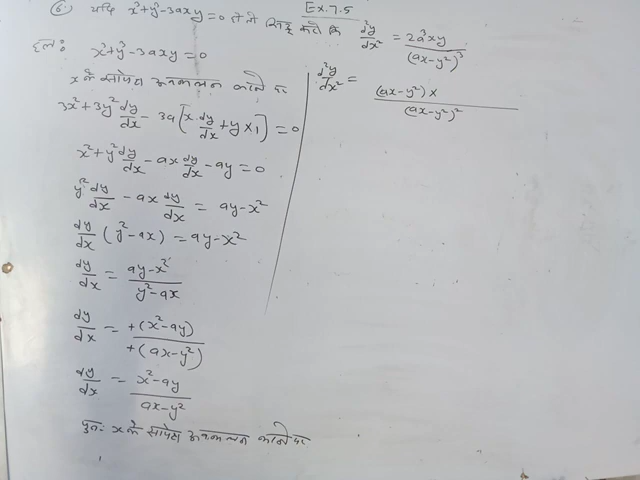 Ex.7.5
(6) यदि x³+y³-3axy=0 हो तो सिद्ध करो कि d²y/dx² = 2a³xy/(ax-y²)³
हल: x³+y³-3axy=0
x के सापेक्ष अवकलन करने पर
3x²+3y² dy/dx - 3a[x.dy/dx+y×1]=0
x²+y² dy/dx - ax dy/dx - ay=0
y² dy/dx - ax dy/dx = ay-x²
dy/dx (y²-ax) = ay-x²
dy/dx = ay-x²/y²-ax
dy/dx = +(x²-ay)/+(ax-y²)
dy/dx = x²-ay/ax-y²
पुनः x के सापेक्ष अवकलन करने पर
d²y/dx² = (ax-y²)×/(ax-y²)²